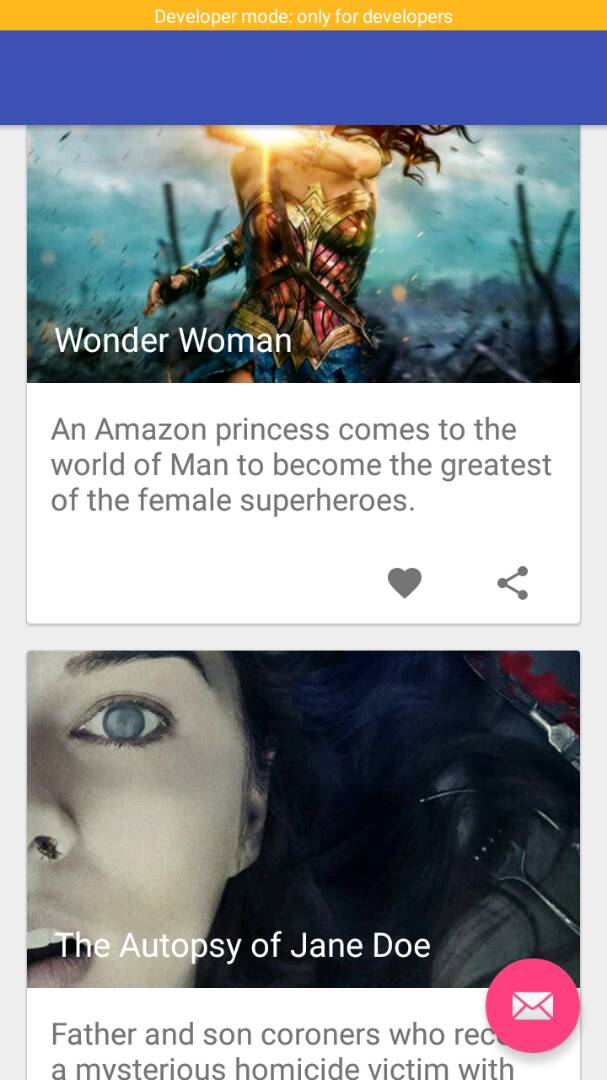 Developer mode: only for developers
Wonder Woman
An Amazon princess comes to the
world of Man to become the greatest
of the female superheroes.
The Autopsy of Jane Doe
Father and son coroners who
a mysterious homicide victim with